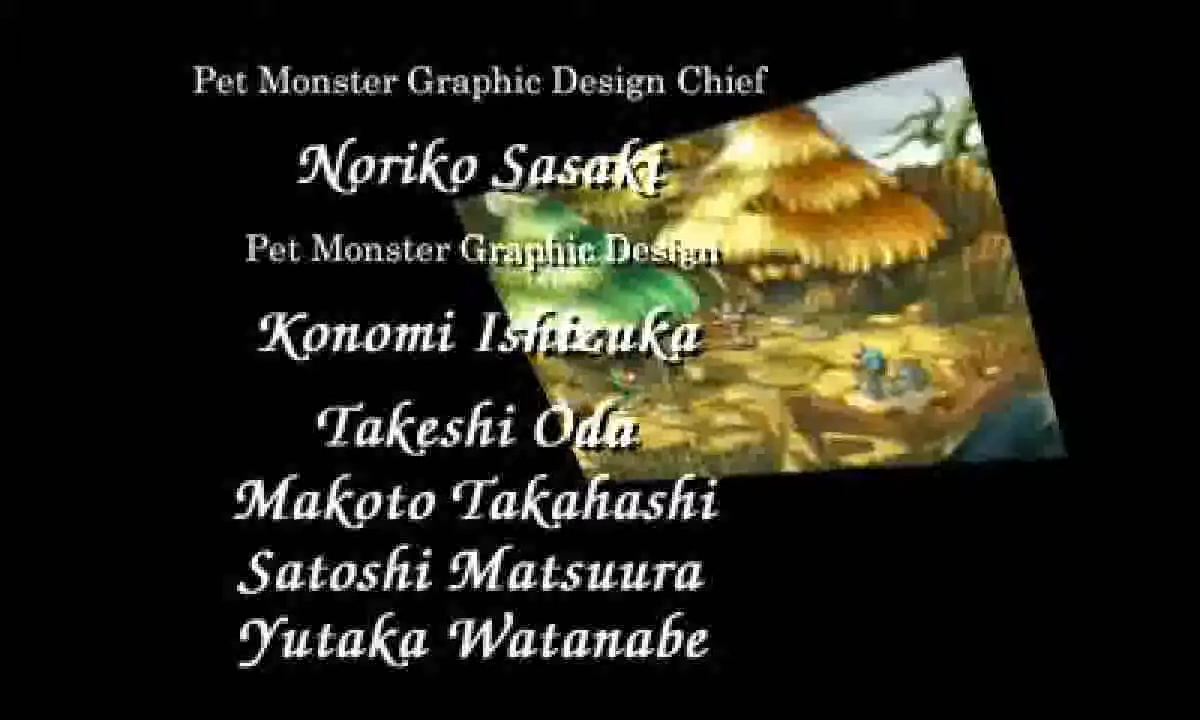 Pet Monster Graphic Design Chief
Noriko Sasaki
Pet Monster Graphic Design
Konomi Ishizuka
Takeshi Oda
Makoto Takahashi
Satoshi Matsuura
Yutaka Watanabe